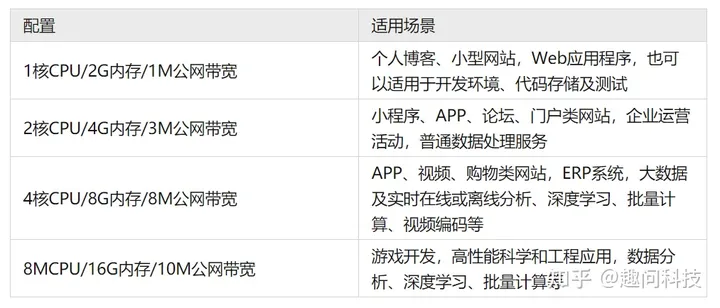 配置
适用场景
1核CPU/2G内存/1M公网带宽
个人博客、小型网站，Web应用程序，也可
以适用于开发环境、代码存储及测试
2核CPU/4G内存/3M公网带宽
小程序、APP、论坛、门户类网站，企业运营
活动，普通数据处理服务
4核CPU/8G内存/8M公网带宽
APP、视频、购物类网站，ERP系统，大数据
及实时在线或离线分析、深度学习、批量计
算、视频编码等
8MCPU/16G内存/10M公网带宽
游戏开发，高性能科学和工程应用，数据分
析、深度学习、批量计算等
知乎 @趣问科技